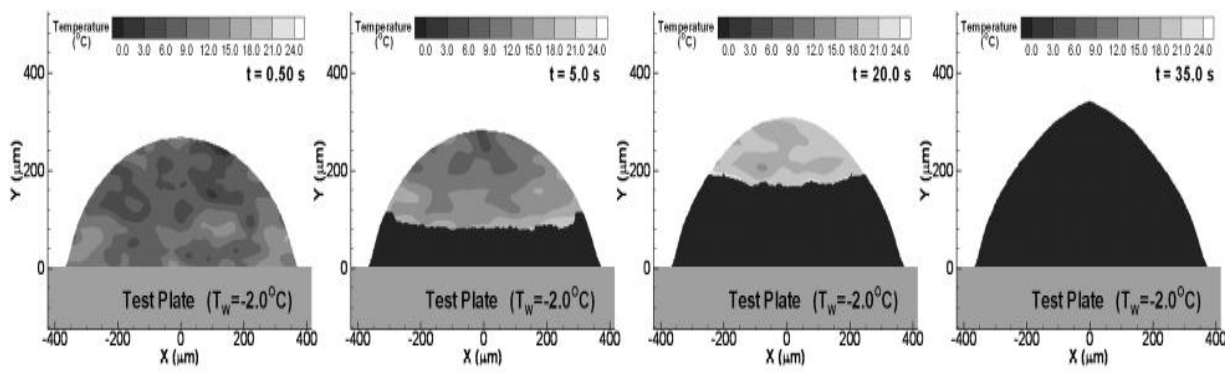 Temperature
(°C)
0.0 3.0 6.0 9.0 12.0 15.0 18.0 21.0 24.0
t = 0.50 s
Y (μm)
400
200
0
Test Plate (Tw=-2.0°C)
-400 -200 0 200 400
X (μm)
Temperature
(°C)
0.0 3.0 6.0 9.0 12.0 15.0 18.0 21.0 24.0
t = 5.0 s
Y (μm)
400
200
0
Test Plate (Tw=-2.0°C)
-400 -200 0 200 400
X (μm)
Temperature
(°C)
0.0 3.0 6.0 9.0 12.0 15.0 18.0 21.0 24.0
t = 20.0 s
Y (μm)
400
200
0
Test Plate (Tw=-2.0°C)
-400 -200 0 200 400
X (μm)
Temperature
(°C)
0.0 3.0 6.0 9.0 12.0 15.0 18.0 21.0 24.0
t = 35.0 s
Y (μm)
400
200
0
Test Plate (Tw=-2.0°C)
-400 -200 0 200 400
X (μm)